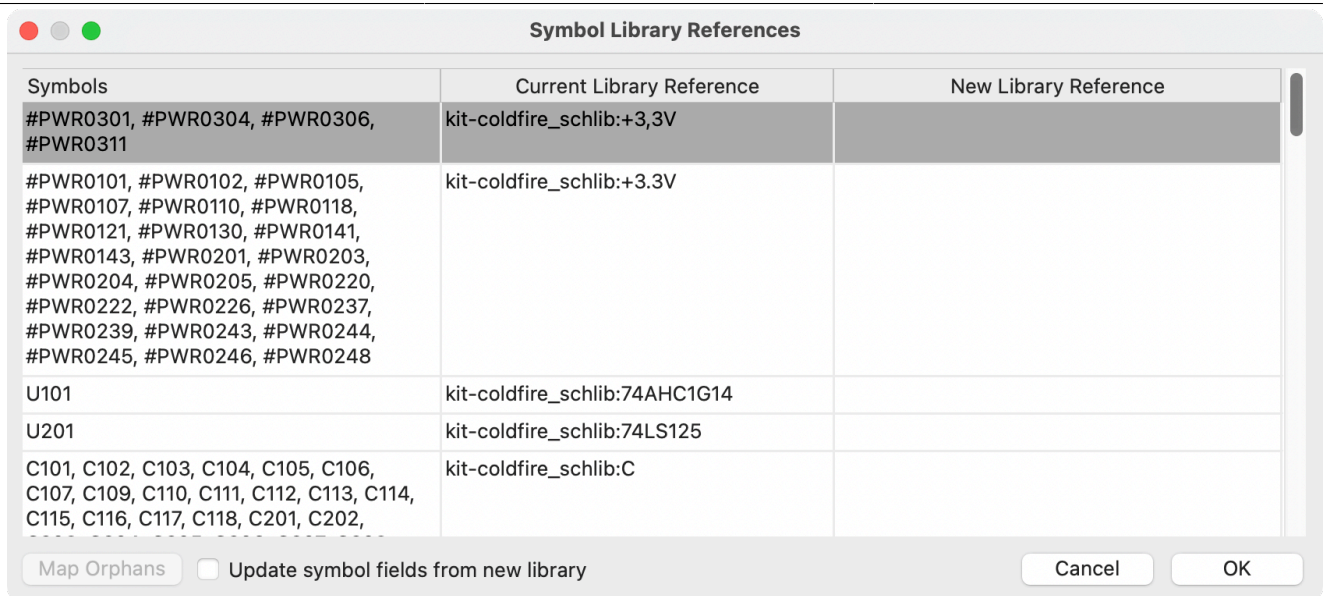 Symbol Library References
Symbols Current Library Reference New Library Reference
#PWR0301, #PWR0304, #PWR0306, kit-coldfire_schlib:+3,3V
#PWR0311
#PWR0101, #PWR0102, #PWR0105, kit-coldfire_schlib:+3.3V
#PWR0107, #PWR0110, #PWR0118,
#PWR0121, #PWR0130, #PWR0141,
#PWR0143, #PWR0201, #PWR0203,
#PWR0204, #PWR0205, #PWR0220,
#PWR0222, #PWR0226, #PWR0237,
#PWR0239, #PWR0243, #PWR0244,
#PWR0245, #PWR0246, #PWR0248
U101 kit-coldfire_schlib:74AHC1G14
U201 kit-coldfire_schlib:74LS125
C101, C102, C103, C104, C105, C106, kit-coldfire_schlib:C
C107, C109, C110, C111, C112, C113, C114,
C115, C116, C117, C118, C201, C202,
Map Orphans Update symbol fields from new library Cancel OK